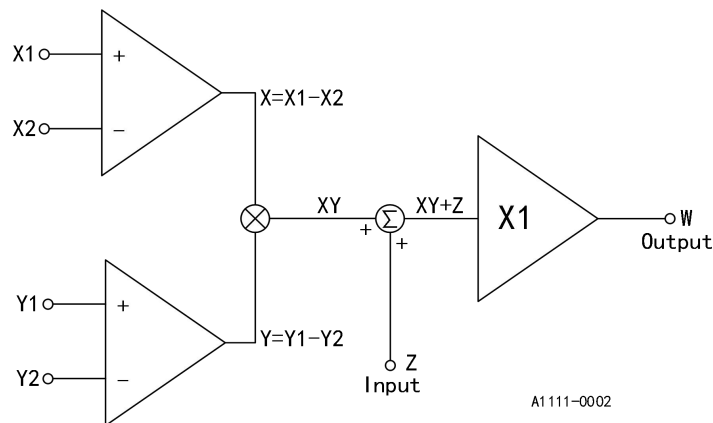 X1
+
X2
−
X=X1−X2
XY
+
Σ
+
XY+Z
X1
W
Output
Y1
+
Y2
−
Y=Y1−Y2
Z
Input
A1111-0002